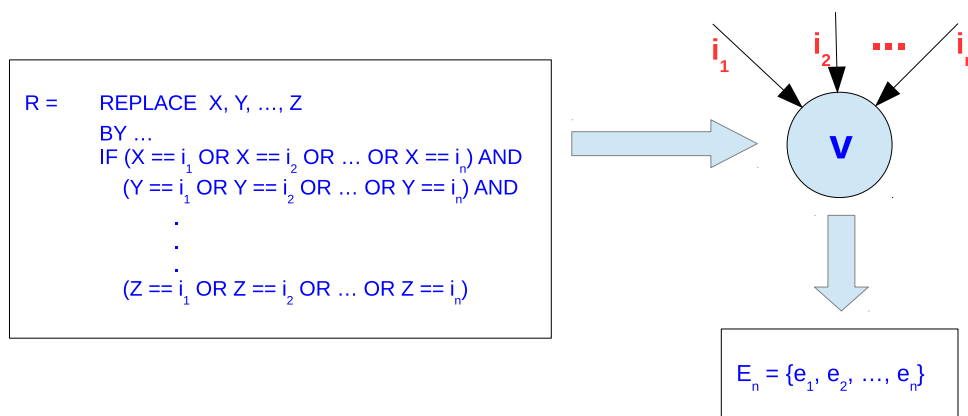 R = REPLACE X, Y, …, Z
BY …
IF (X == i1 OR X == i2 OR … OR X == in) AND
(Y == i1 OR Y == i2 OR … OR Y == in) AND
.
.
.
(Z == i1 OR Z == i2 OR … OR Z == in)
i1 i2 ... i
v
En = {e1, e2, …, en}